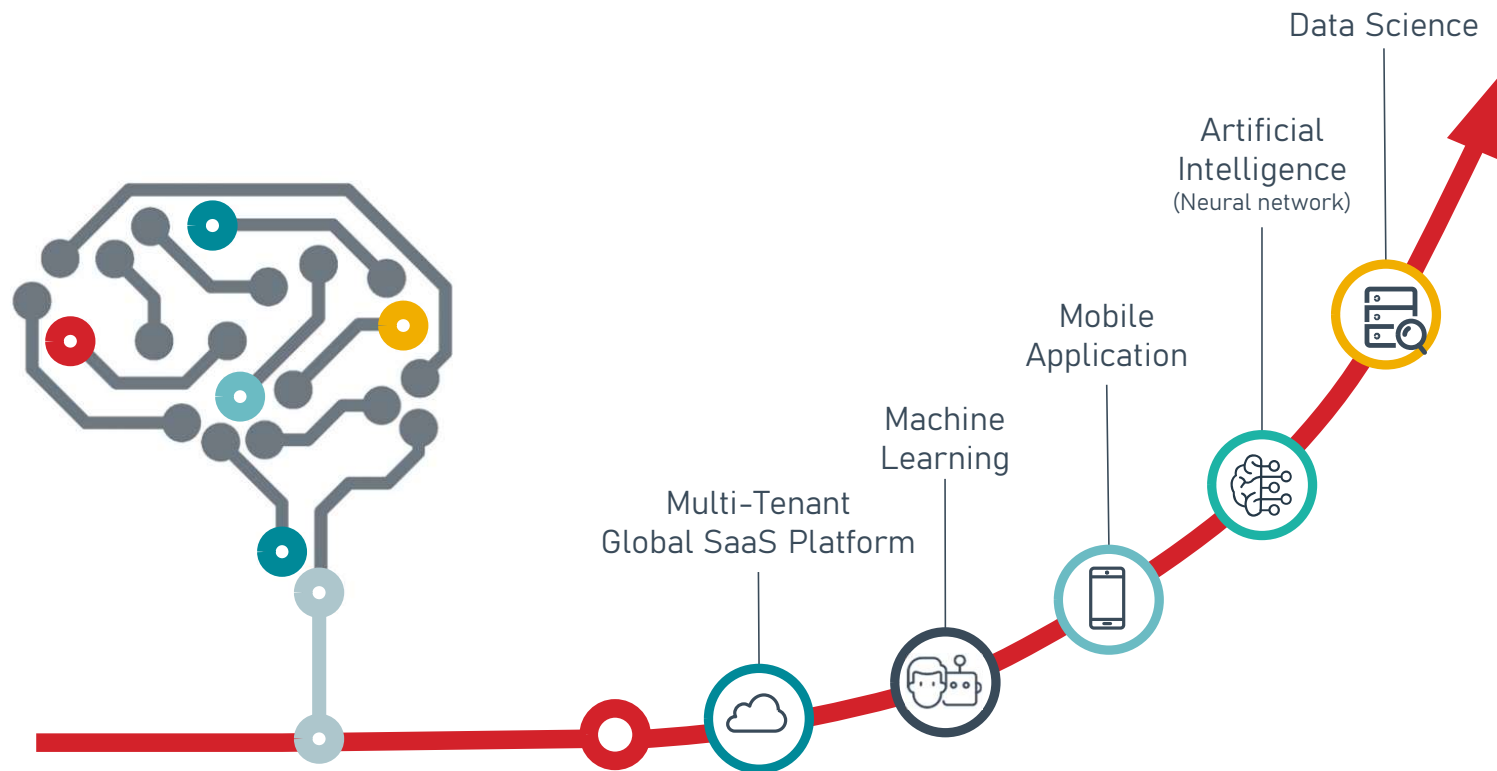 Data Science
Artificial
Intelligence
(Neural network)
Mobile
Application
Machine
Learning
Multi-Tenant
Global SaaS Platform